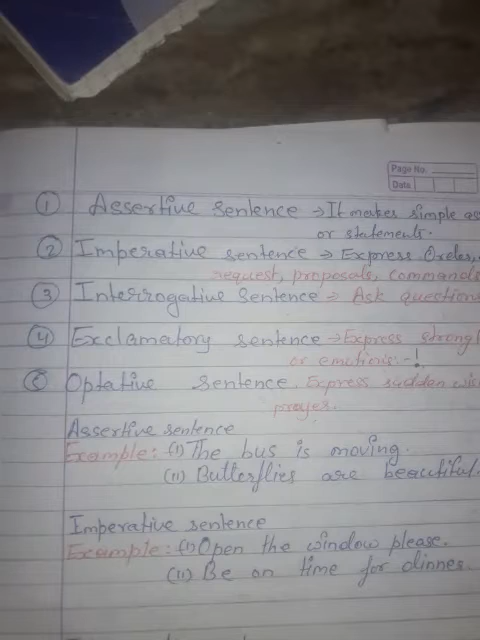 Page No.
Date
① Assertive sentence → It makes simple as
or statements.
② Imperative sentence → Express Order,
request, proposals, commands
③ Interrogative sentence → Ask questions
④ Exclamatory sentence → Express strong
or emotions - !
⑤ Optative sentence. Express sudden wis
prayer.
Assertive sentence
Example: (i) The bus is moving.
(ii) Butterflies are beautiful.
Imperative sentence
Example: (i) Open the window please.
(ii) Be on time for dinner